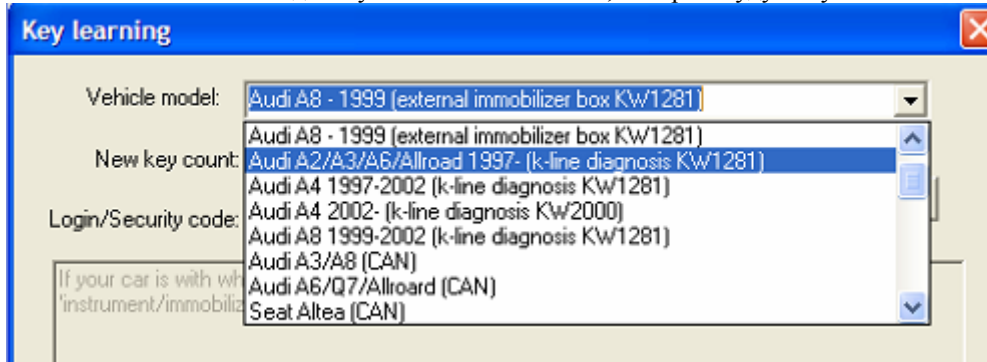 Key learning
Vehicle model: Audi A8 - 1999 (external immobilizer box KW1281)
Audi A8 - 1999 (external immobilizer box KW1281)
New key count: Audi A2/A3/A6/Allroad 1997- (k-line diagnosis KW1281)
Audi A4 1997-2002 (k-line diagnosis KW1281)
Login/Security code: Audi A4 2002- (k-line diagnosis KW2000)
Audi A8 1999-2002 (k-line diagnosis KW1281)
Audi A3/A8 (CAN)
If your car is with
Audi A6/Q7/Allroard (CAN)
Seat Altea (CAN)